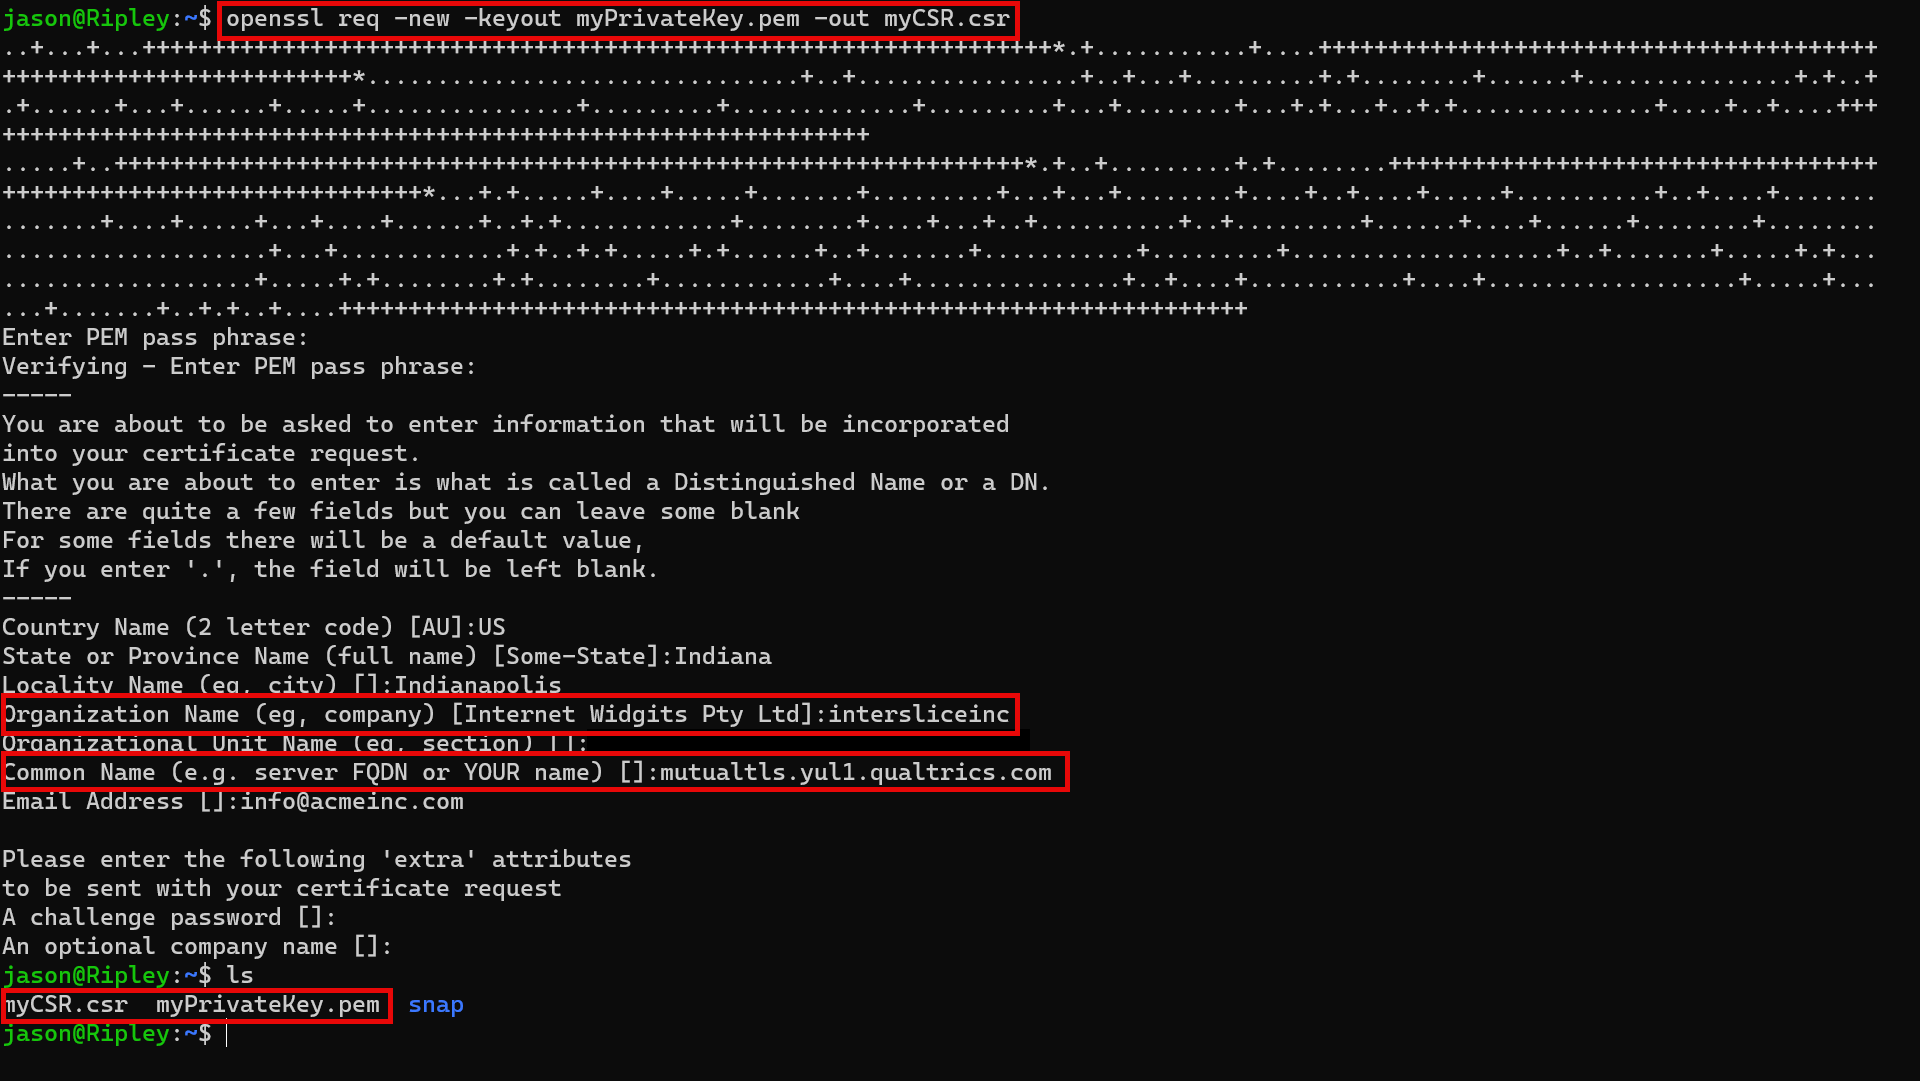 jason@Ripley:~$ openssl req -new -keyout myPrivateKey.pem -out myCSR.csr
Enter PEM pass phrase:
Verifying - Enter PEM pass phrase:
-----
You are about to be asked to enter information that will be incorporated
into your certificate request.
What you are about to enter is what is called a Distinguished Name or a DN.
There are quite a few fields but you can leave some blank
For some fields there will be a default value,
If you enter '.', the field will be left blank.
-----
Country Name (2 letter code) [AU]:US
State or Province Name (full name) [Some-State]:Indiana
Locality Name (eg, city) []:Indianapolis
Organization Name (eg, company) [Internet Widgits Pty Ltd]:intersliceinc
Organizational Unit Name (eg, section) []:
Common Name (e.g. server FQDN or YOUR name) []:mutualtls.yul1.qualtrics.com
Email Address []:info@acmeinc.com
Please enter the following 'extra' attributes
to be sent with your certificate request
A challenge password []:
An optional company name []:
jason@Ripley:~$ ls
myCSR.csr myPrivateKey.pem snap
jason@Ripley:~$